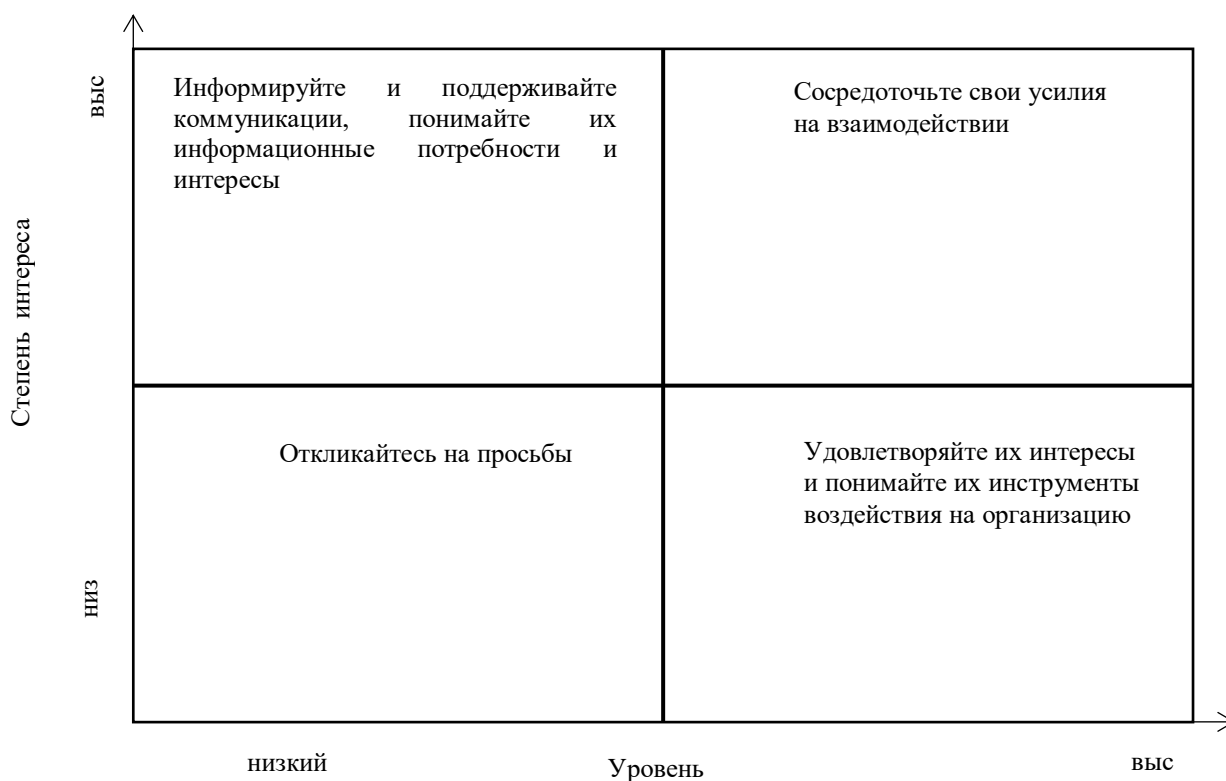 выс
Информируйте и поддерживайте
коммуникации, понимайте их
информационные потребности и
интересы
Сосредоточьте свои усилия
на взаимодействии
Степень интереса
Откликайтесь на просьбы
Удовлетворяйте их интересы
и понимайте их инструменты
воздействия на организацию
низ
низкий
Уровень
выс